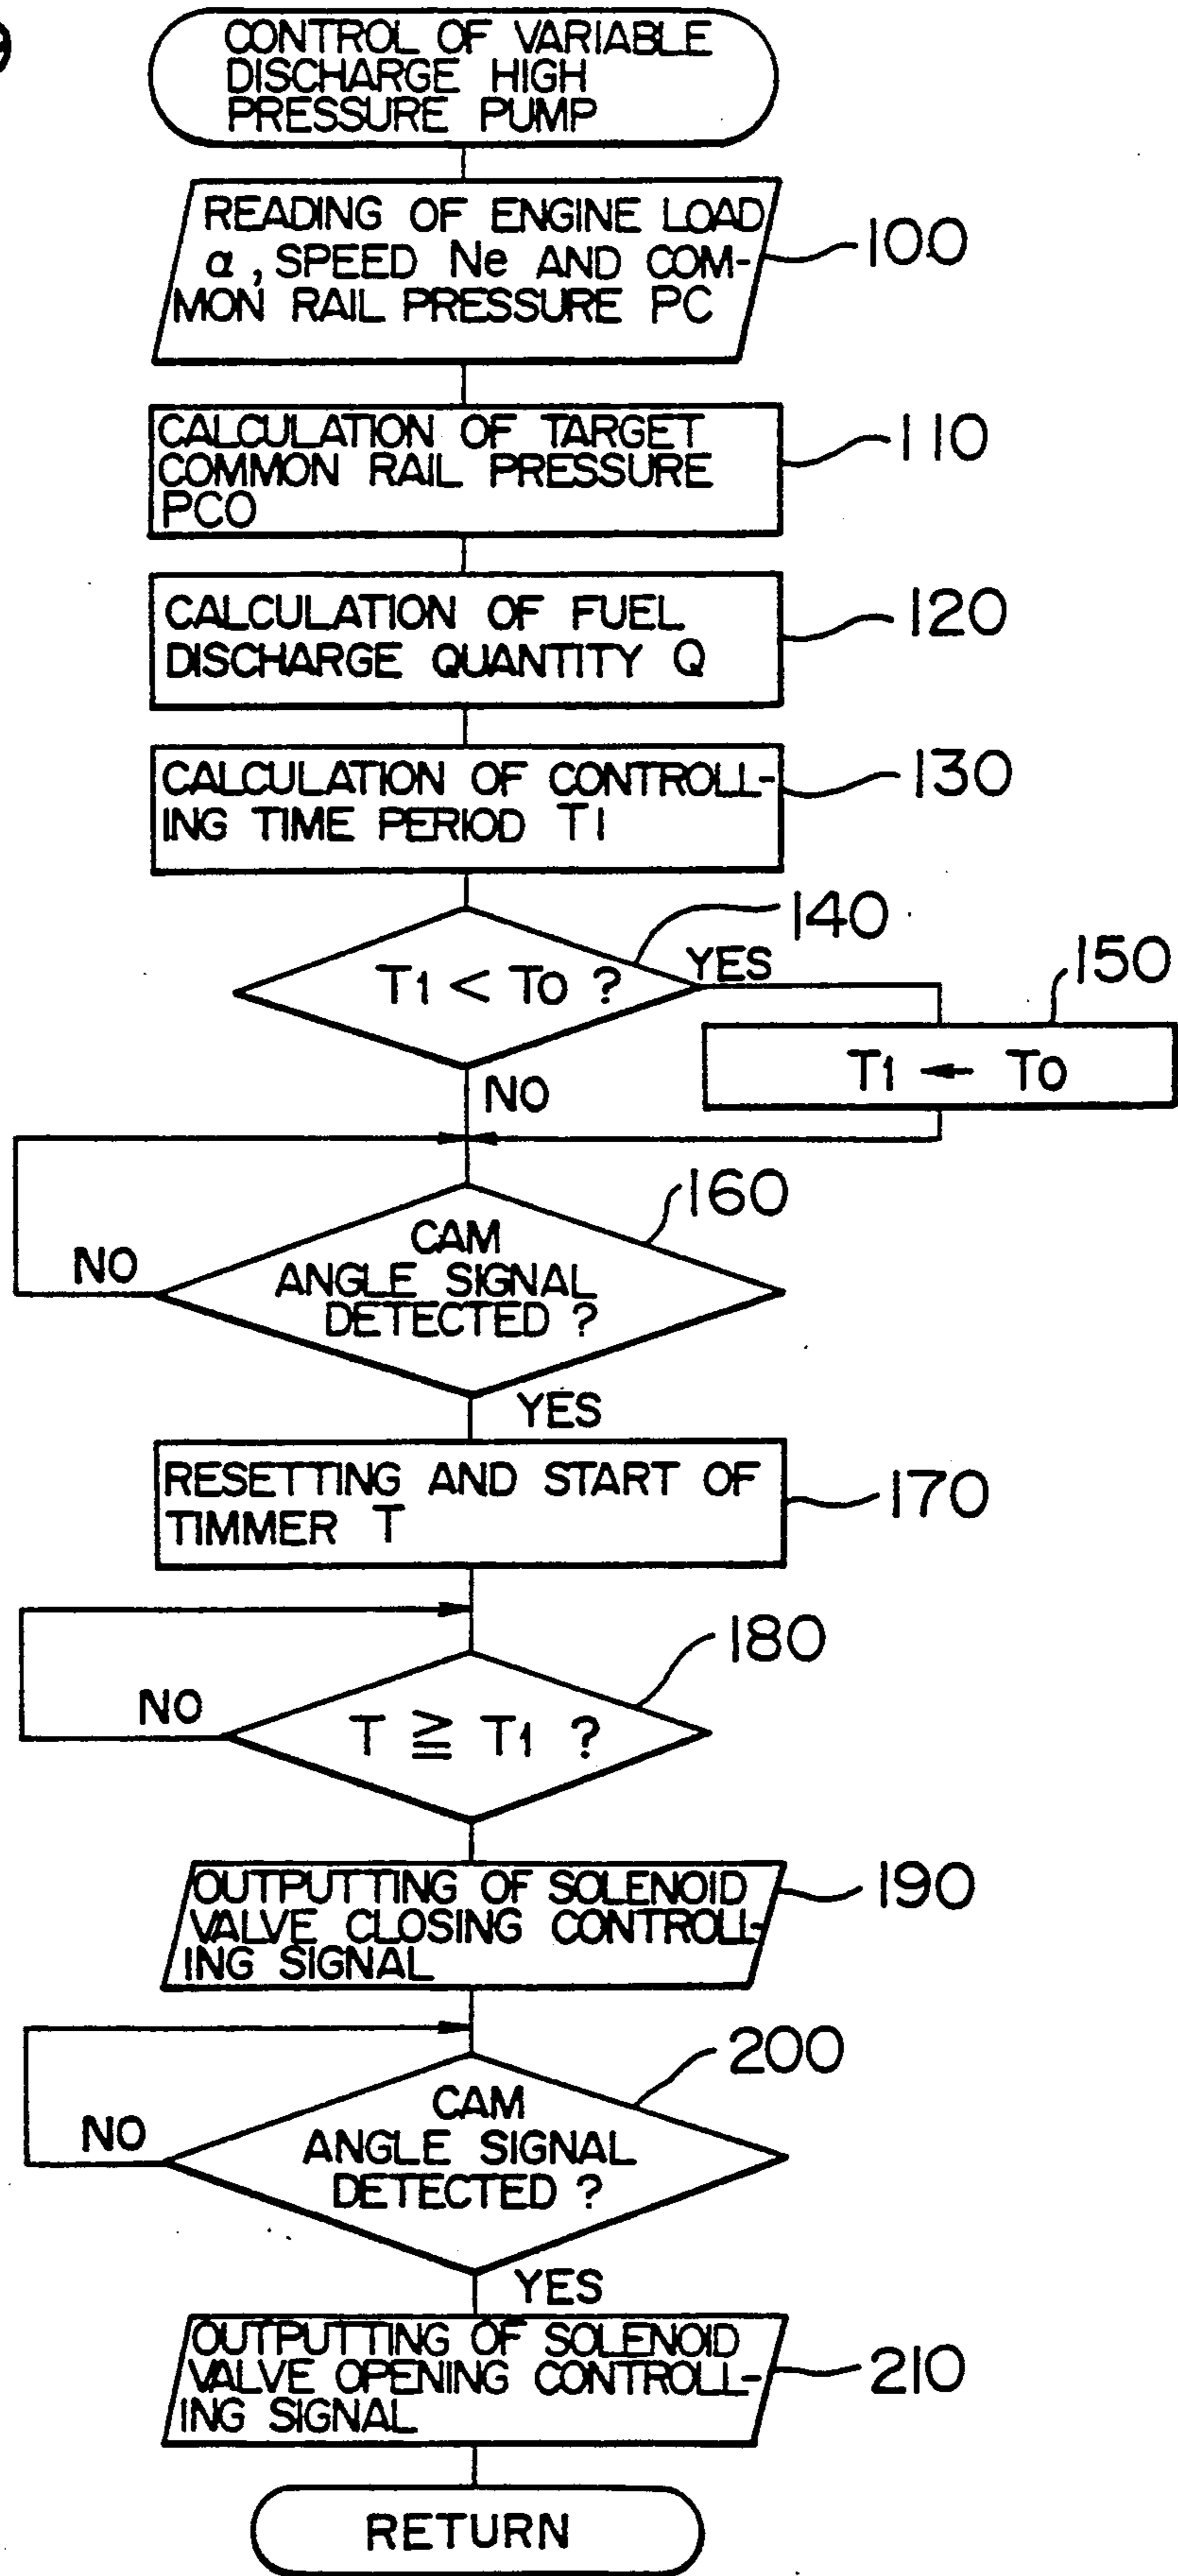 CONTROL OF VARIABLE
DISCHARGE HIGH
PRESSURE PUMP
READING OF ENGINE LOAD
α, SPEED Ne AND COM-
MON RAIL PRESSURE PC
100
CALCULATION OF TARGET
COMMON RAIL PRESSURE
PCO
110
CALCULATION OF FUEL
DISCHARGE QUANTITY Q
120
CALCULATION OF CONTROLL-
ING TIME PERIOD T1
130
140
T1 < To ?
YES
150
T1 ← To
NO
160
CAM
ANGLE SIGNAL
DETECTED ?
NO
YES
RESETTING AND START OF
TIMMER T
170
180
NO
T ≧ T1 ?
OUTPUTTING OF SOLENOID
VALVE CLOSING CONTROLL-
ING SIGNAL
190
200
CAM
ANGLE SIGNAL
DETECTED ?
NO
YES
OUTPUTTING OF SOLENOID
VALVE OPENING CONTROLL-
ING SIGNAL
210
RETURN